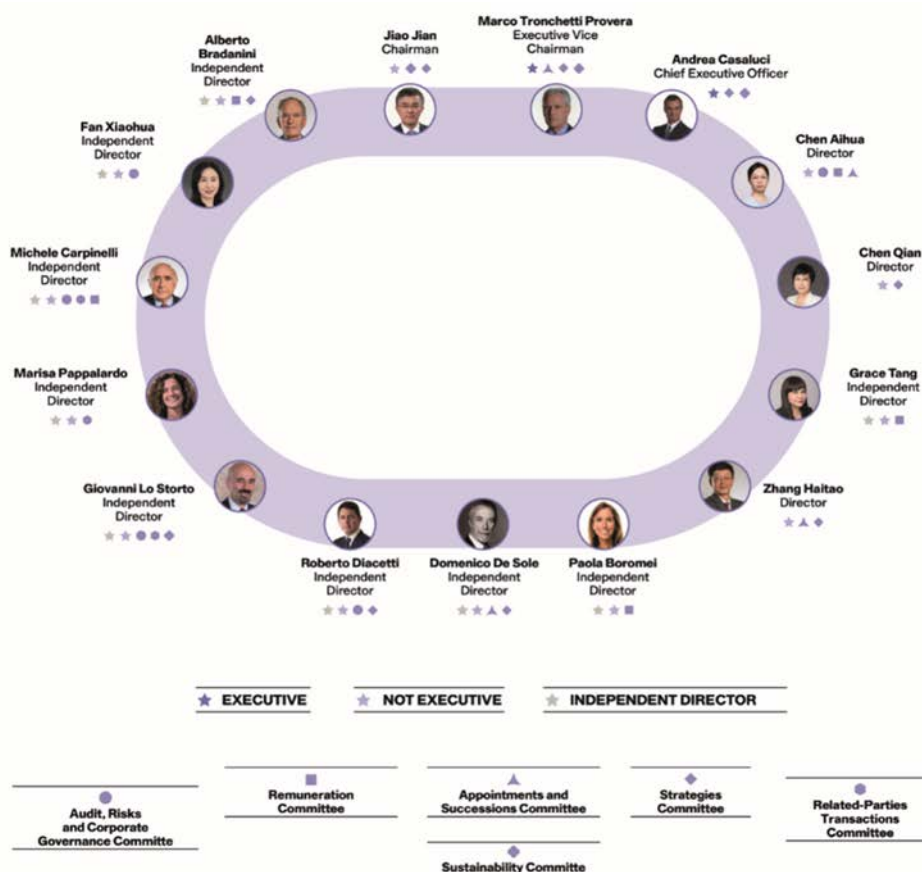 Marco Tronchetti Provera
Executive Vice
Chairman
Jiao Jian
Chairman
Alberto
Bradanini
Independent
Director
Andrea Casaluci
Chief Executive Officer
Fan Xiaohua
Independent
Director
Chen Aihua
Director
Michele Carpinelli
Independent
Director
Chen Qian
Director
Marisa Pappalardo
Independent
Director
Grace Tang
Independent
Director
Giovanni Lo Storto
Independent
Director
Zhang Haitao
Director
Roberto Diacetti
Independent
Director
Domenico De Sole
Independent
Director
Paola Boromei
Independent
Director
EXECUTIVE
NOT EXECUTIVE
INDEPENDENT DIRECTOR
Audit, Risks
and Corporate
Governance Committe
Remuneration
Committee
Appointments and
Successions Committee
Strategies
Committee
Related-Parties
Transactions
Committee
Sustainability Committe